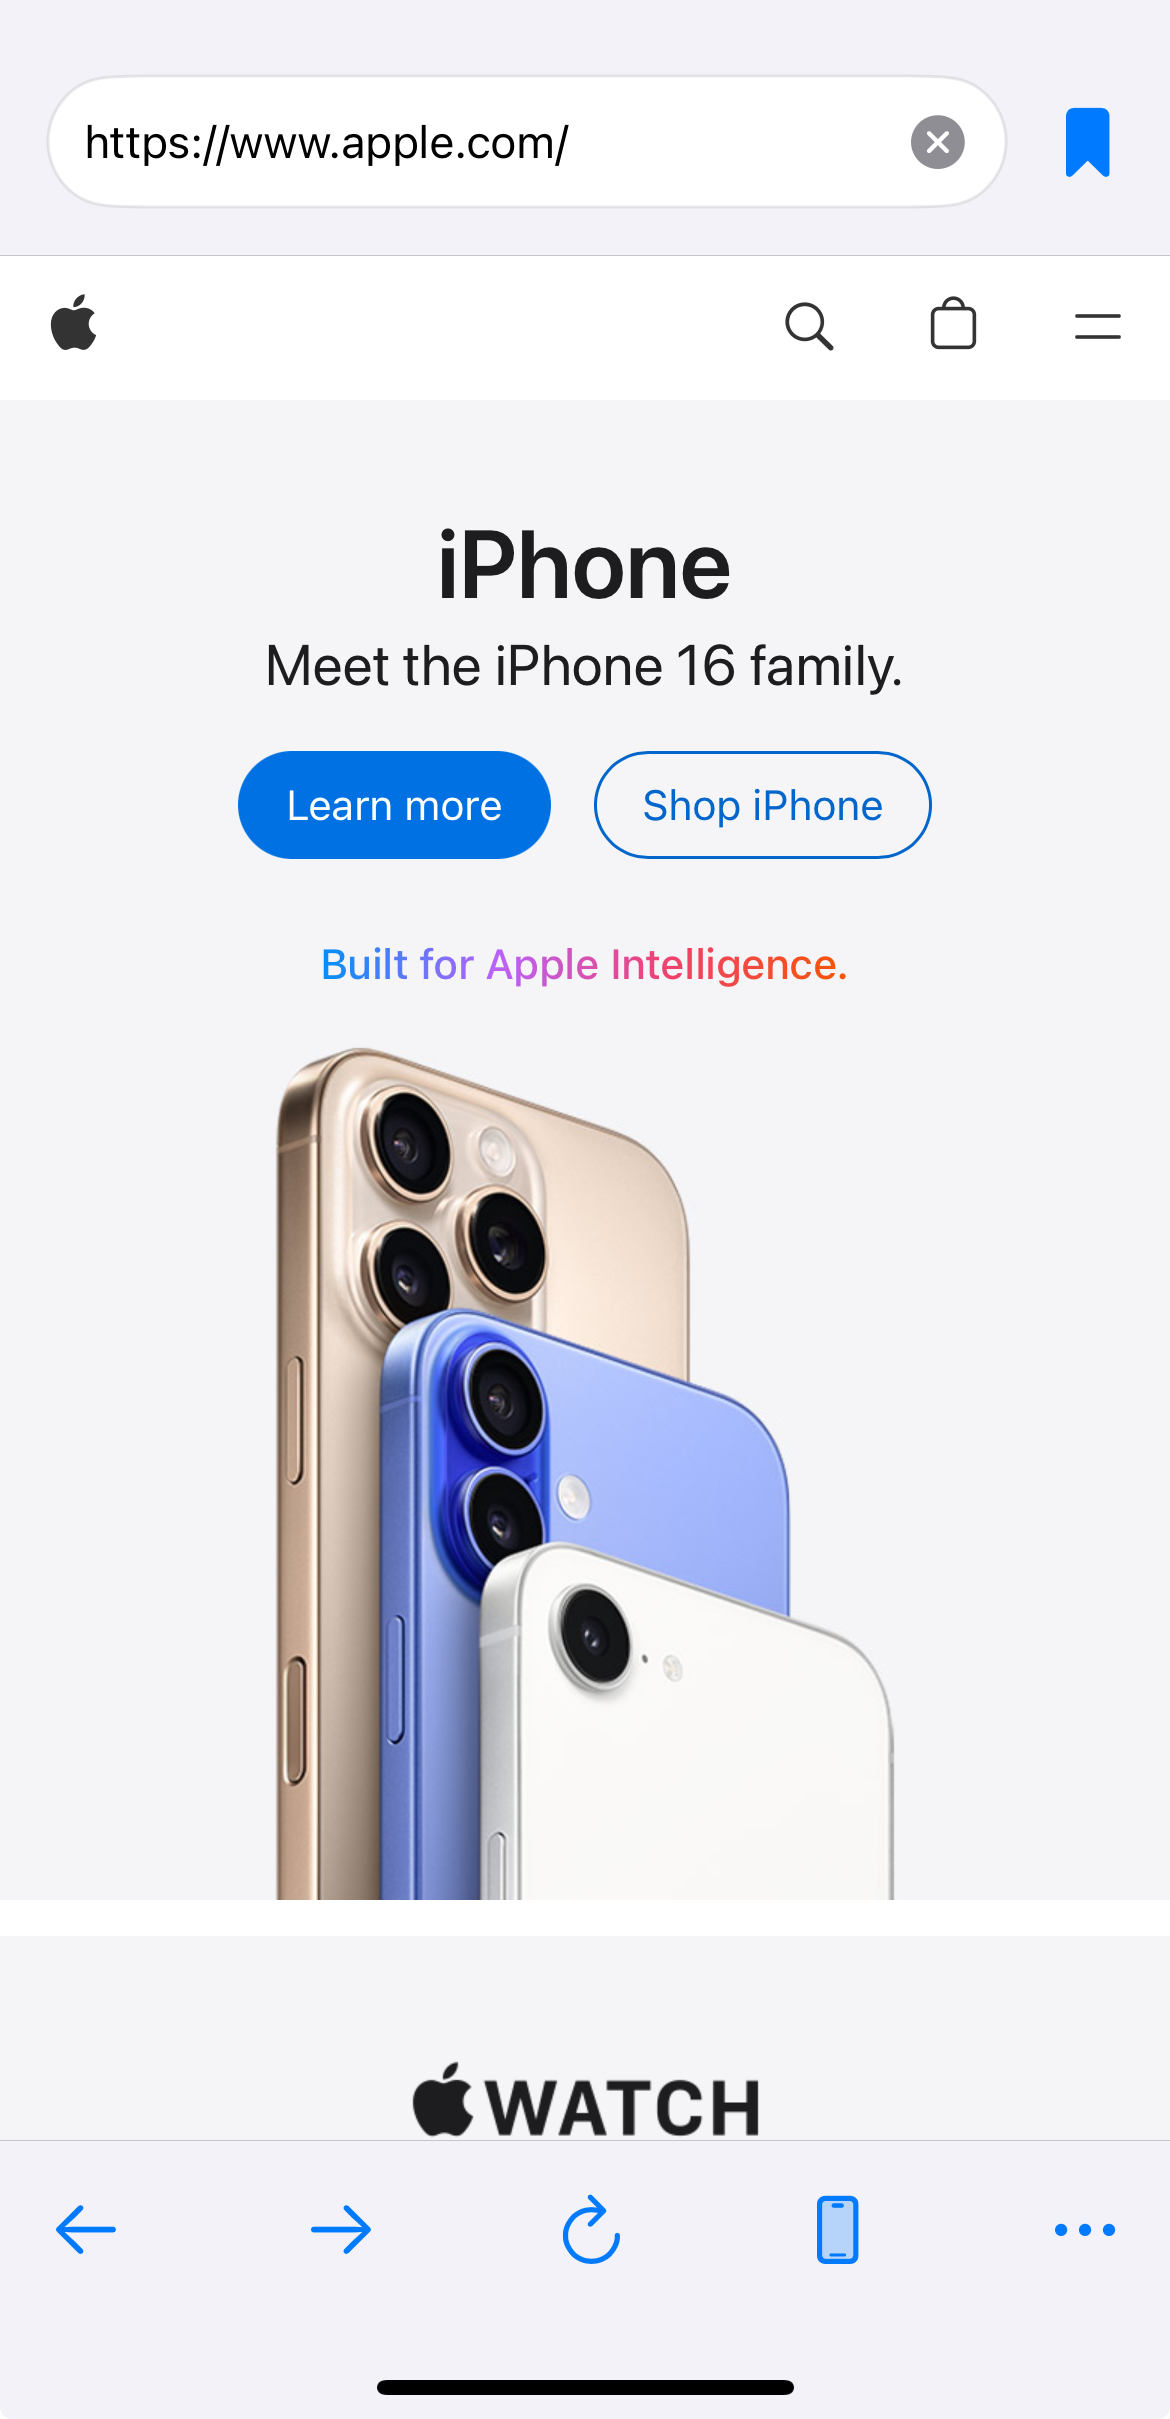 https://www.apple.com/
iPhone
Meet the iPhone 16 family.
Learn more
Shop iPhone
Built for Apple Intelligence.
WATCH